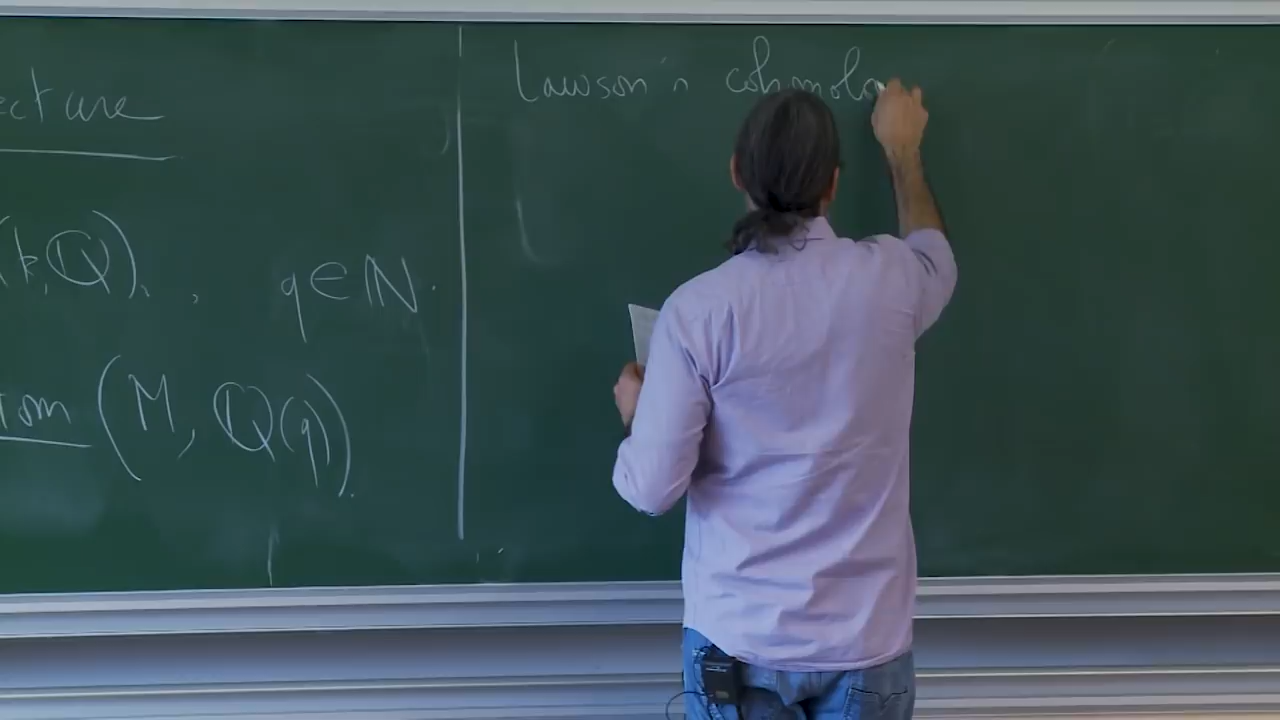 ecture
(k, ℚ), , q ∈ ℕ.
om (M, ℚ(q)).
Lawson's cohomolo